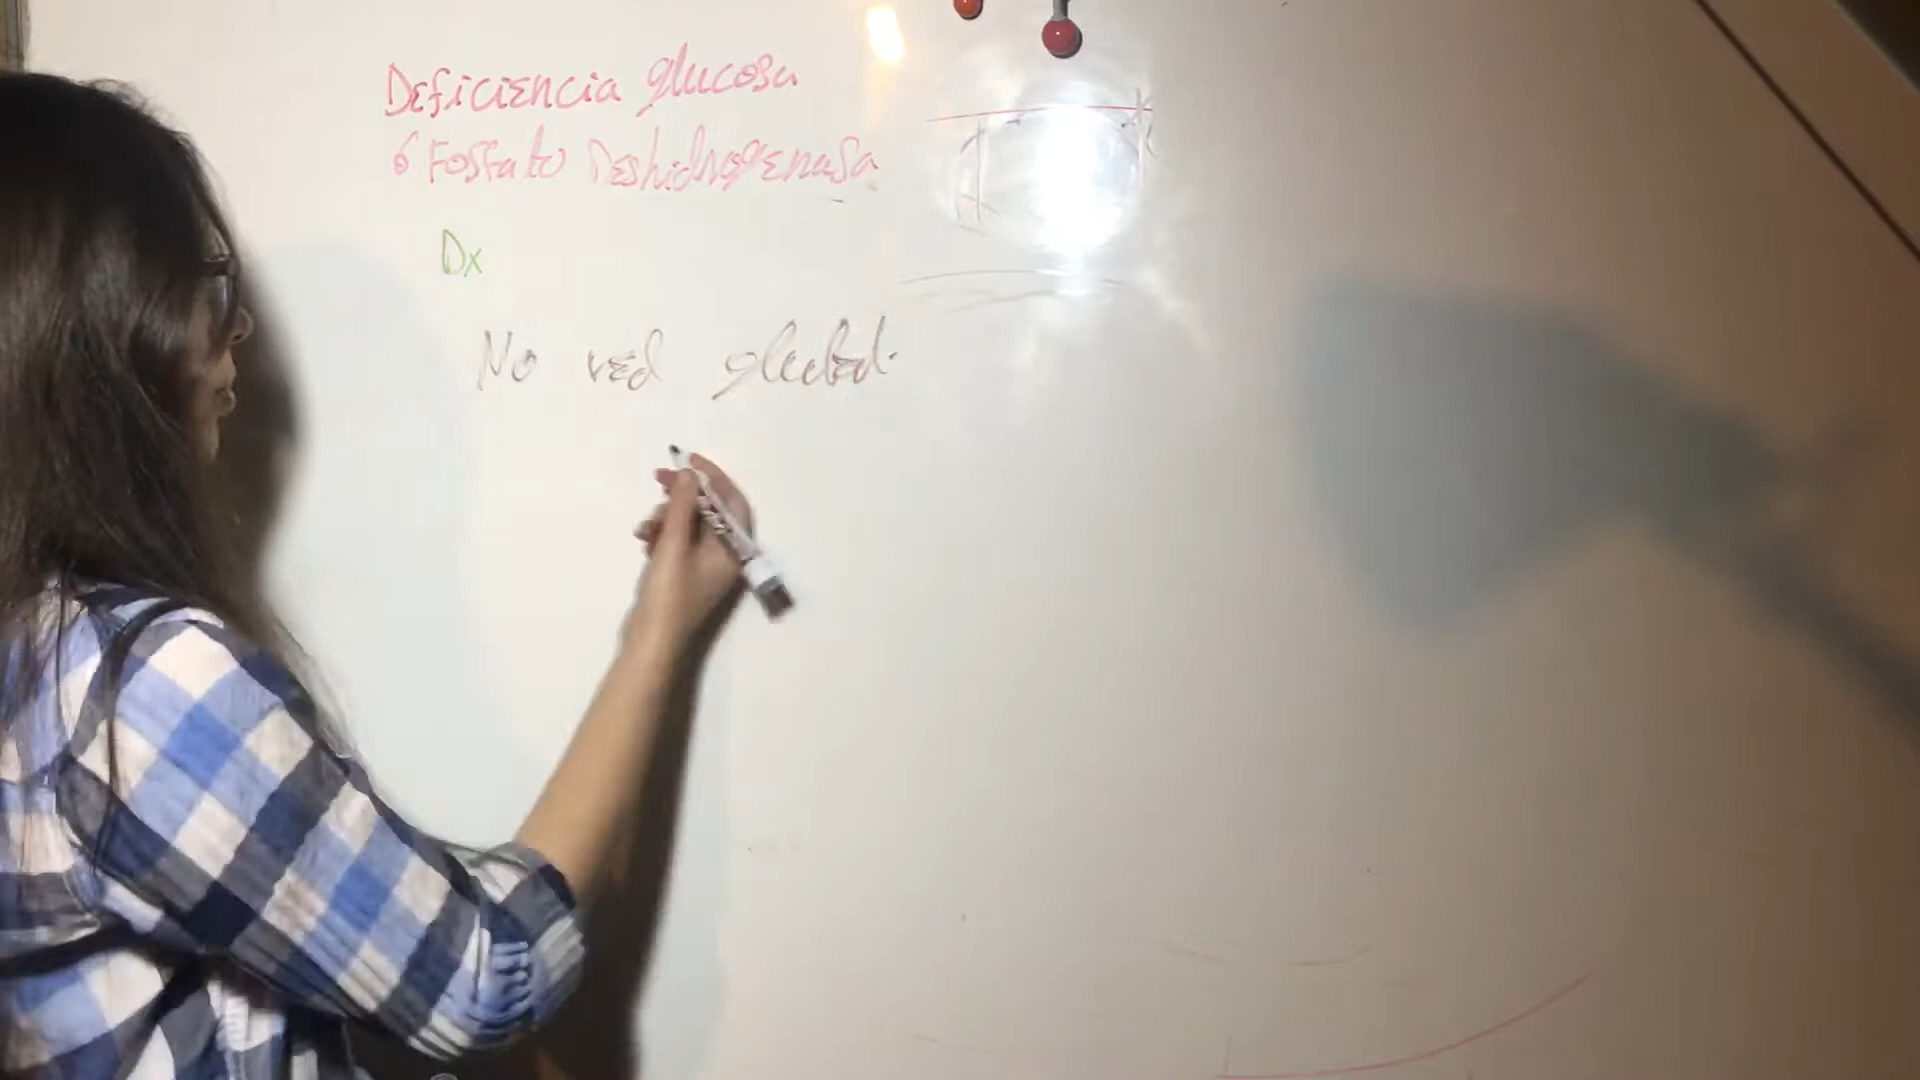 Deficiencia glucosa
6 Fosfato Deshidrogenasa
Dx
No red